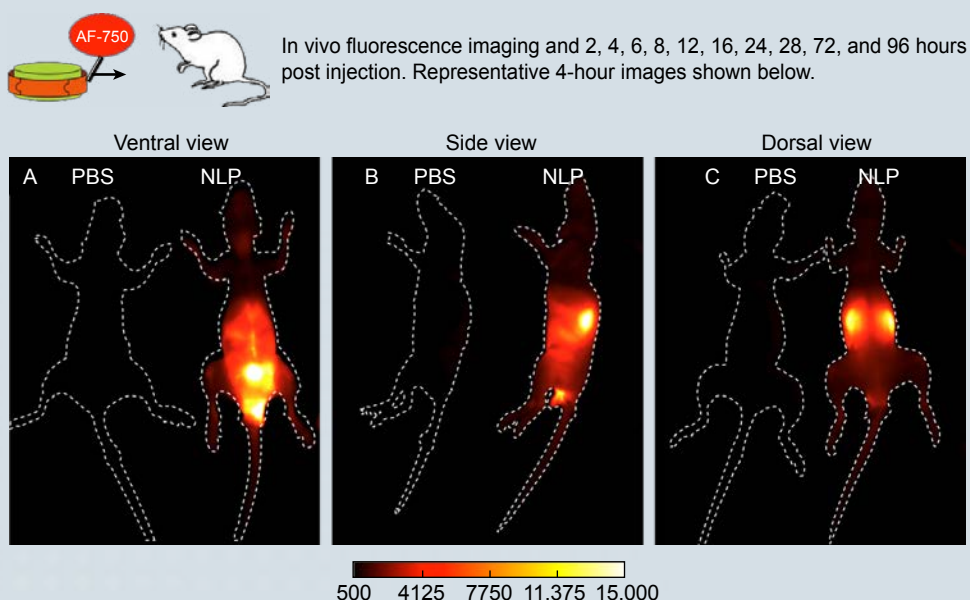 AF-750
In vivo fluorescence imaging and 2, 4, 6, 8, 12, 16, 24, 28, 72, and 96 hours
post injection. Representative 4-hour images shown below.
Ventral view
Side view
Dorsal view
A PBS NLP
B PBS NLP
C PBS NLP
500 4125 7750 11.375 15.000